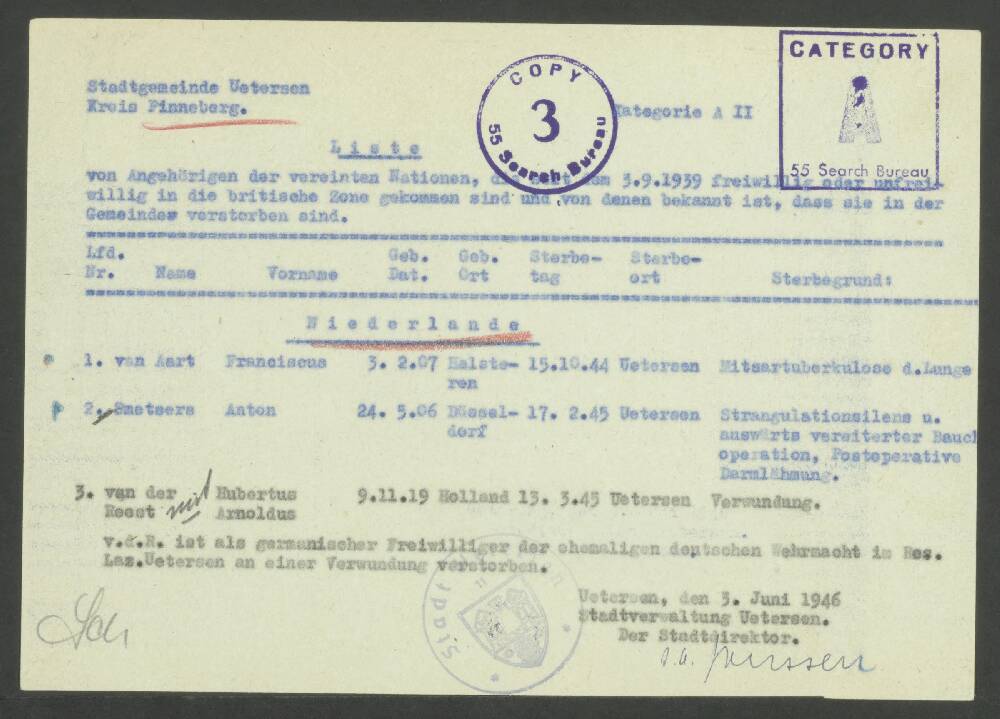 Stadtgemeinde Uetersen
Kreis Pinneberg.
COPY
3
55 Search Bureau
Kategorie A II
CATEGORY
A
55 Search Bureau
Liste
von Angehörigen der vereinten Nationen, die seit dem 3.9.1939 freiwillig oder unfrei-
willig in die britische Zone gekommen sind und von denen bekannt ist, dass sie in der
Gemeinde verstorben sind.
Lfd. Geb. Geb. Sterbe- Sterbe-
Nr. Name Vorname Dat. Ort tag ort Sterbegrund:
Niederlande
1. van Aart Franciscus 3. 2.07 Halste- 15.10.44 Uetersen Mitsartuberkulose d.Lunge
ren
2. Smetsers Anton 24. 5.06 Düssel- 17. 2.45 Uetersen Strangulationsilens u.
dorf auswärts vereiterter Bauch
operation, Postoperative
Darmlähmung.
3. van der Hubertus 9.11.19 Holland 13. 3.45 Uetersen Verwundung.
Reest Arnoldus
v.d.R. ist als germanischer Freiwilliger der ehemaligen deutschen Wehrmacht im Res.
Laz.Uetersen an einer Verwundung verstorben.
Uetersen, den 3. Juni 1946
Stadtverwaltung Uetersen.
Der Stadtdirektor.
Stadt